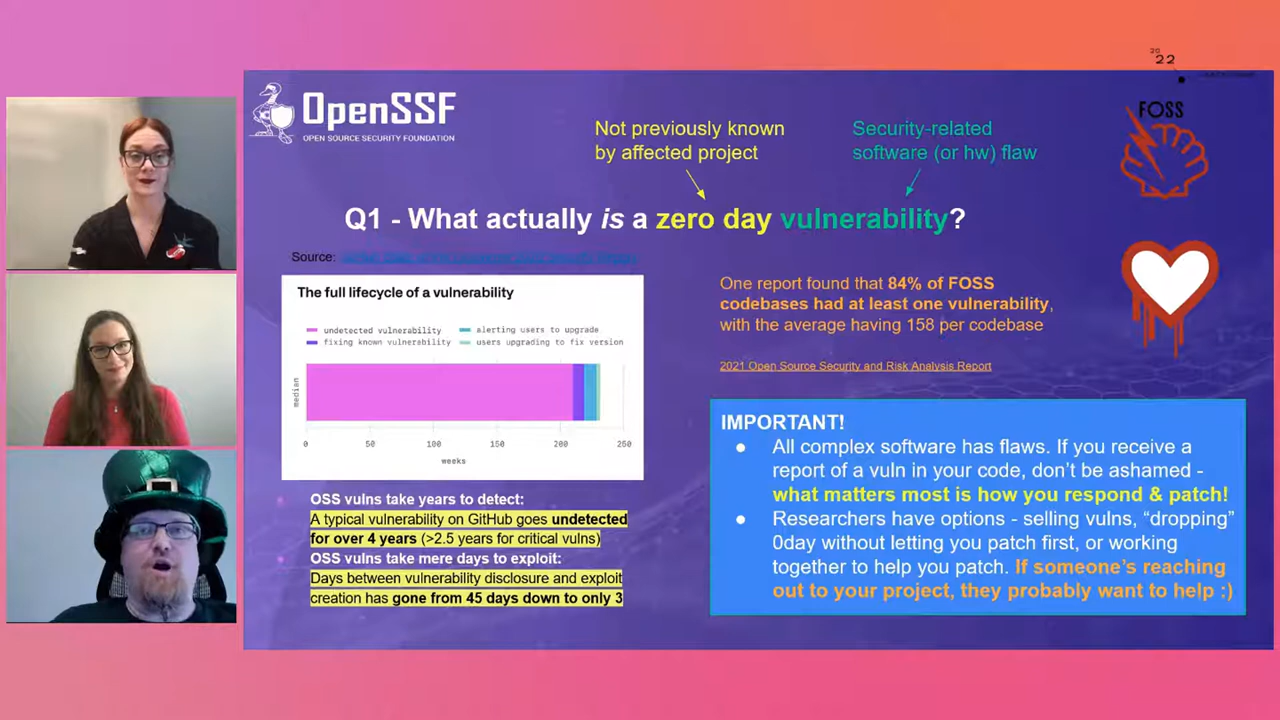 20
22
OpenSSF
OPEN SOURCE SECURITY FOUNDATION
Not previously known
by affected project
Security-related
software (or hw) flaw
FOSS
Q1 - What actually is a zero day vulnerability?
Source:
The full lifecycle of a vulnerability
undetected vulnerability
alerting users to upgrade
fixing known vulnerability
users upgrading to fix version
median
0 50 100 150 200 250
weeks
OSS vulns take years to detect:
A typical vulnerability on GitHub goes undetected
for over 4 years (>2.5 years for critical vulns)
OSS vulns take mere days to exploit:
Days between vulnerability disclosure and exploit
creation has gone from 45 days down to only 3
One report found that 84% of FOSS
codebases had at least one vulnerability,
with the average having 158 per codebase
2021 Open Source Security and Risk Analysis Report
IMPORTANT!
● All complex software has flaws. If you receive a
report of a vuln in your code, don't be ashamed -
what matters most is how you respond & patch!
● Researchers have options - selling vulns, “dropping”
0day without letting you patch first, or working
together to help you patch. If someone's reaching
out to your project, they probably want to help :)